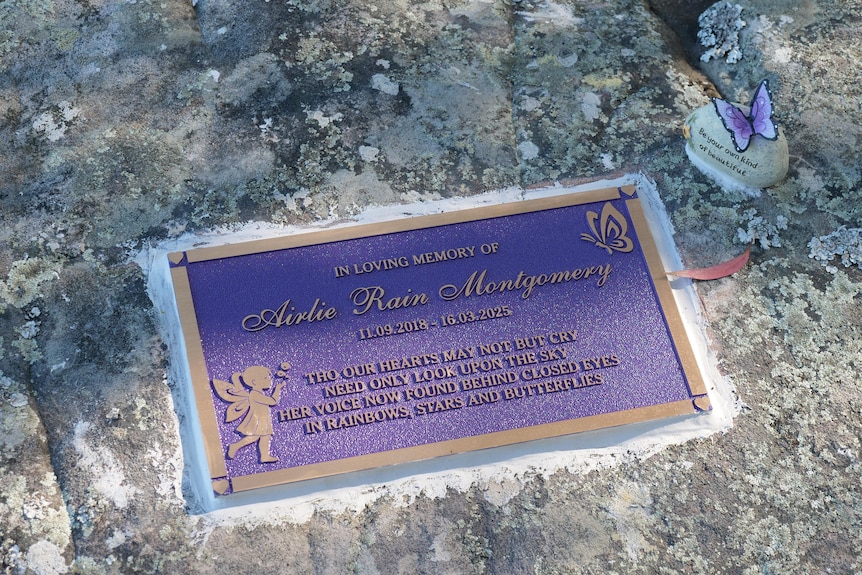 Be your own kind
of beautiful
IN LOVING MEMORY OF
Airlie Rain Montgomery
11.09.2018 - 16.03.2025
THO OUR HEARTS MAY NOT BUT CRY
NEED ONLY LOOK UPON THE SKY
HER VOICE NOW FOUND BEHIND CLOSED EYES
IN RAINBOWS, STARS AND BUTTERFLIES